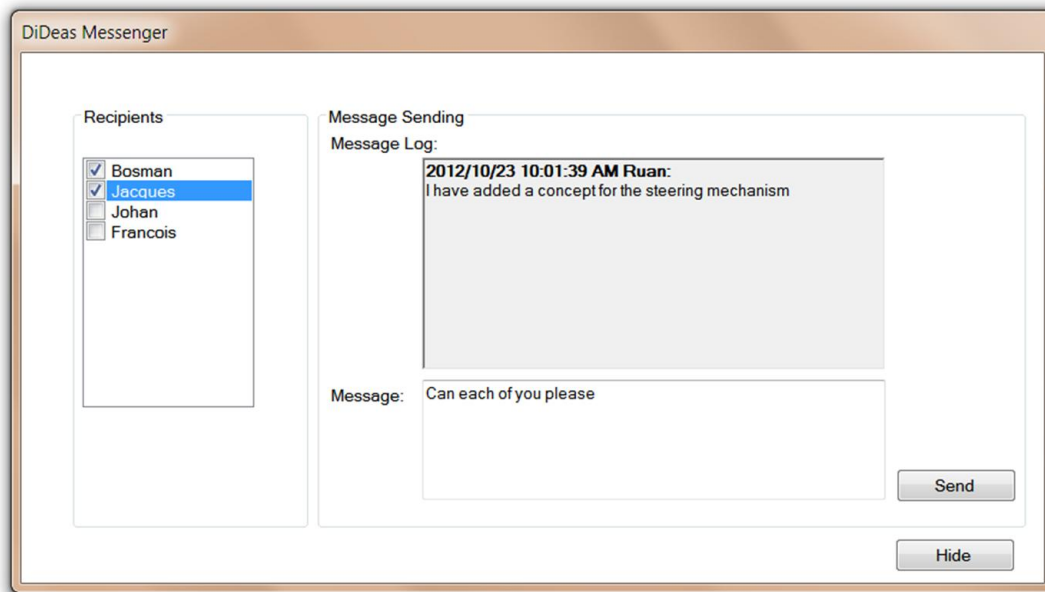 DiDeas Messenger
Recipients
Bosman
Jacques
Johan
Francois
Message Sending
Message Log:
2012/10/23 10:01:39 AM Ruan:
I have added a concept for the steering mechanism
Message:
Can each of you please
Send
Hide